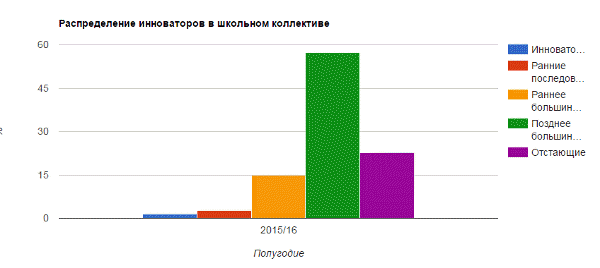 Распределение инноваторов в школьном коллективе
60
45
30
15
0
2015/16
Полугодие
Инновато...
Ранние
последов...
Раннее
большин...
Позднее
большин...
Отстающие